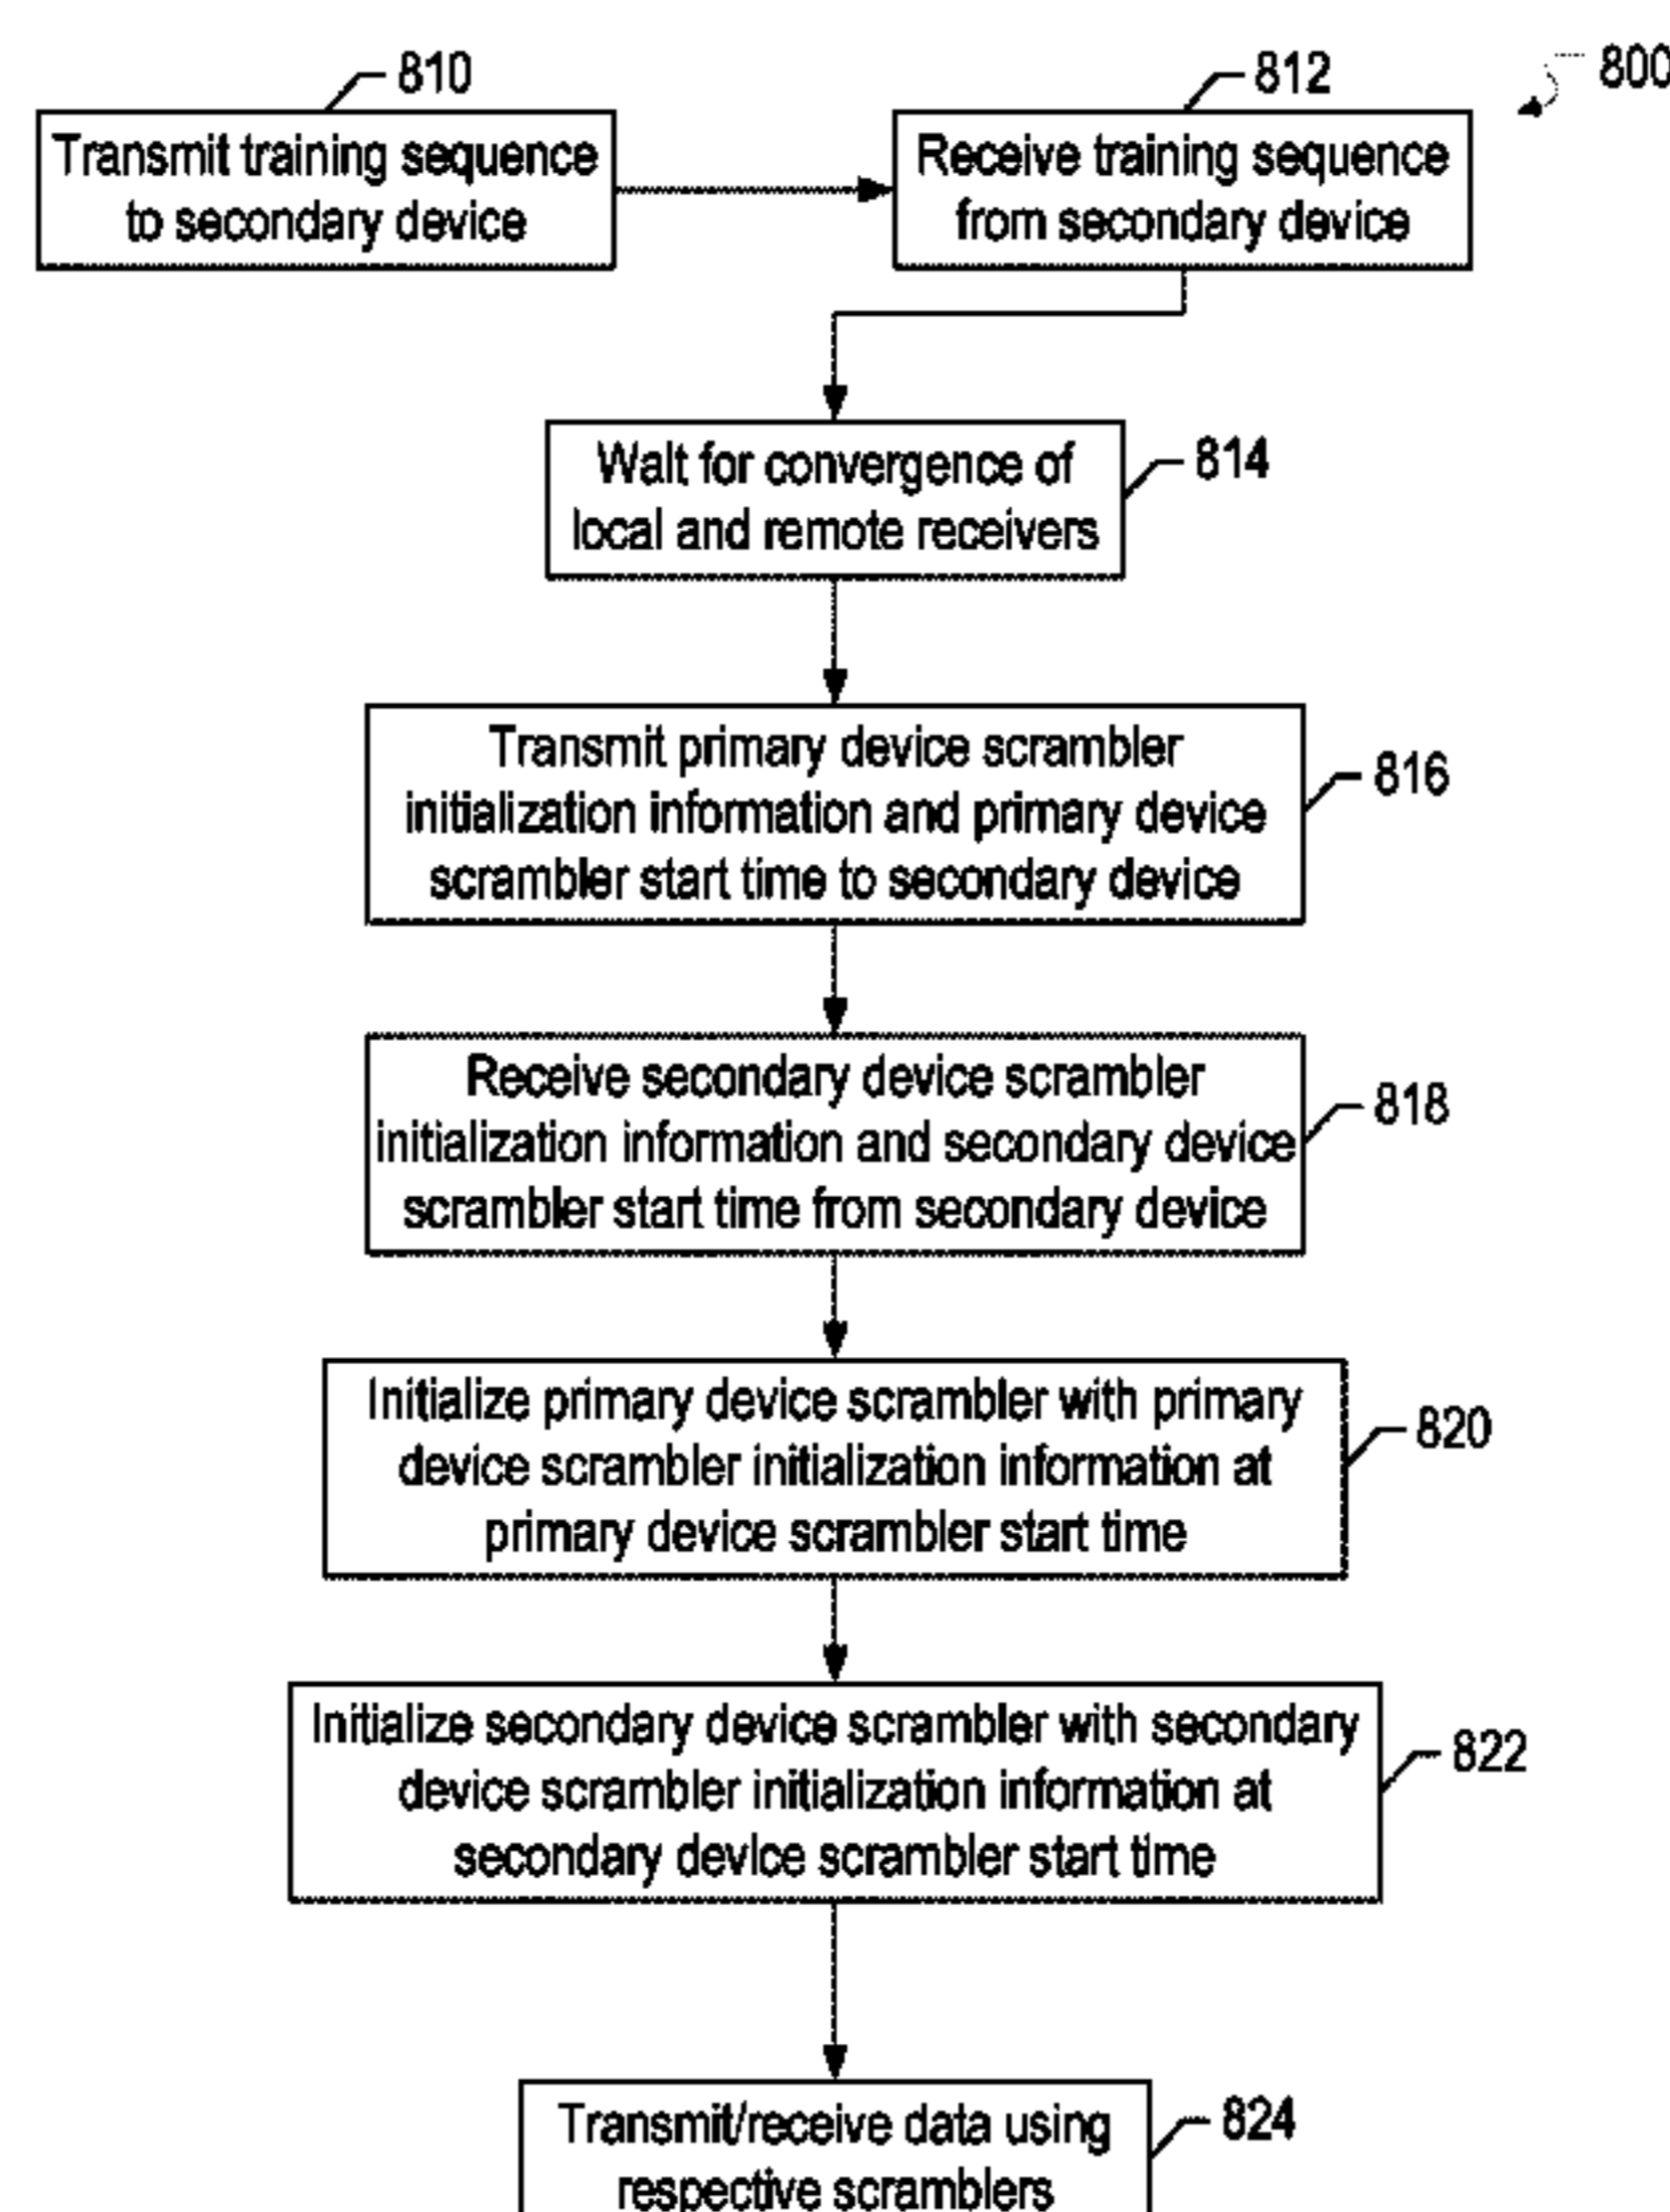 810
812
800
Transmit training sequence
to secondary device
Receive training sequence
from secondary device
Wait for convergence of
local and remote receivers
814
Transmit primary device scrambler
initialization information and primary device
scrambler start time to secondary device
816
Receive secondary device scrambler
initialization information and secondary device
scrambler start time from secondary device
818
Initialize primary device scrambler with primary
device scrambler initialization information at
primary device scrambler start time
820
Initialize secondary device scrambler with secondary
device scrambler initialization information at
secondary device scrambler start time
822
Transmit/receive data using
respective scramblers
824